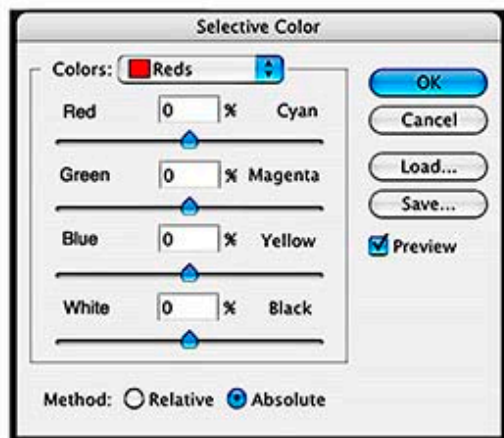 Selective Color
Colors: Reds
Red 0 % Cyan
Green 0 % Magenta
Blue 0 % Yellow
White 0 % Black
Method: Relative Absolute
OK
Cancel
Load...
Save...
Preview